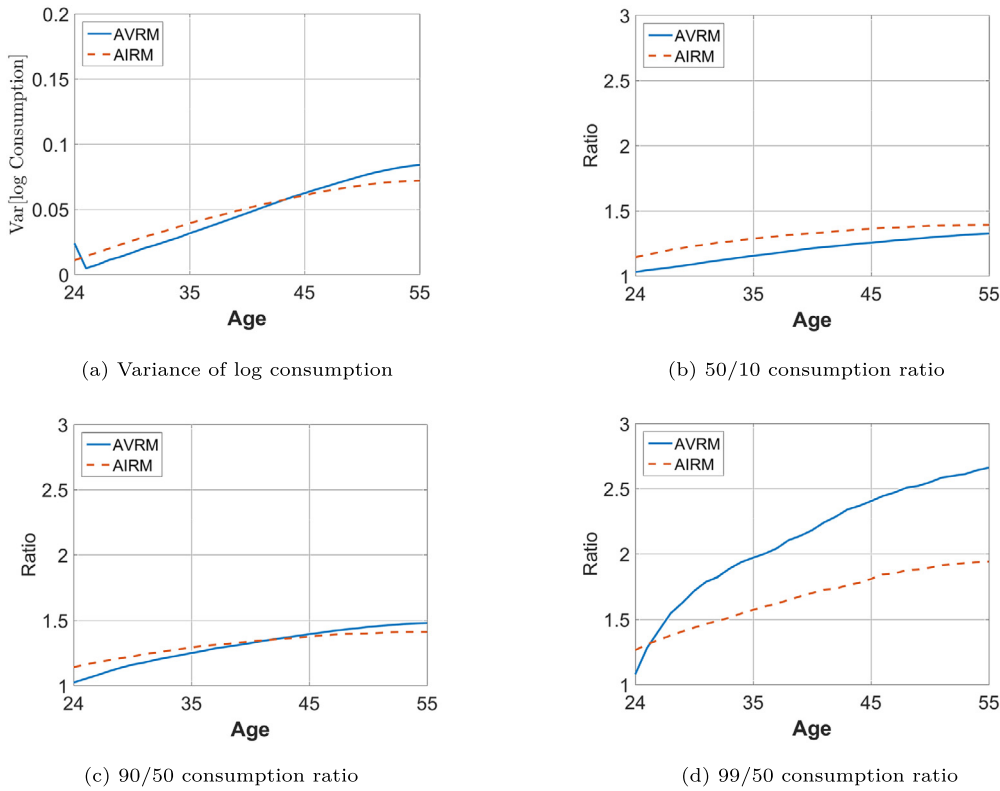 0.2
0.15
0.1
0.05
0
Var[log Consumption]
AVRM
AIRM
24
35
45
55
Age
(a) Variance of log consumption
3
2.5
2
1.5
1
Ratio
AVRM
AIRM
24
35
45
55
Age
(b) 50/10 consumption ratio
3
2.5
2
1.5
1
Ratio
AVRM
AIRM
24
35
45
55
Age
(c) 90/50 consumption ratio
3
2.5
2
1.5
1
Ratio
AVRM
AIRM
24
35
45
55
Age
(d) 99/50 consumption ratio